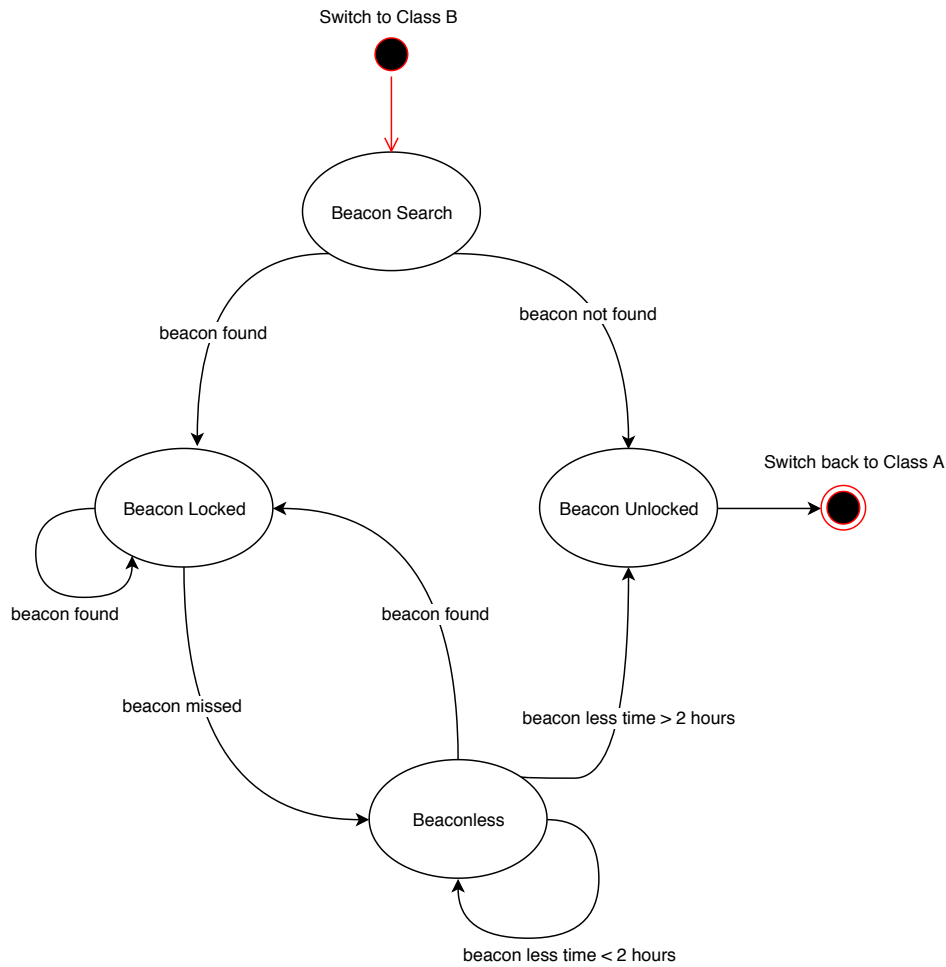 Switch to Class B
Beacon Search
beacon found
beacon not found
Switch back to Class A
Beacon Locked
Beacon Unlocked
beacon found
beacon found
beacon missed
beacon less time > 2 hours
Beaconless
beacon less time < 2 hours